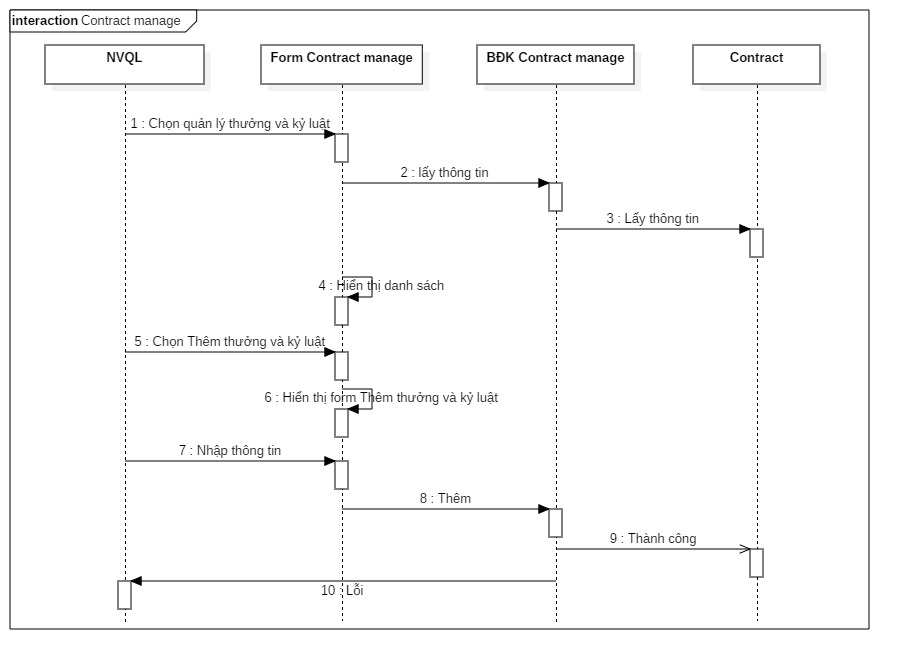 interaction Contract manage
NVQL
Form Contract manage
BĐK Contract manage
Contract
1 : Chọn quản lý thưởng và kỷ luật
2 : lấy thông tin
3 : Lấy thông tin
4 : Hiển thị danh sách
5 : Chọn Thêm thưởng và kỷ luật
6 : Hiển thị form Thêm thưởng và kỷ luật
7 : Nhập thông tin
8 : Thêm
9 : Thành công
10 : Lỗi